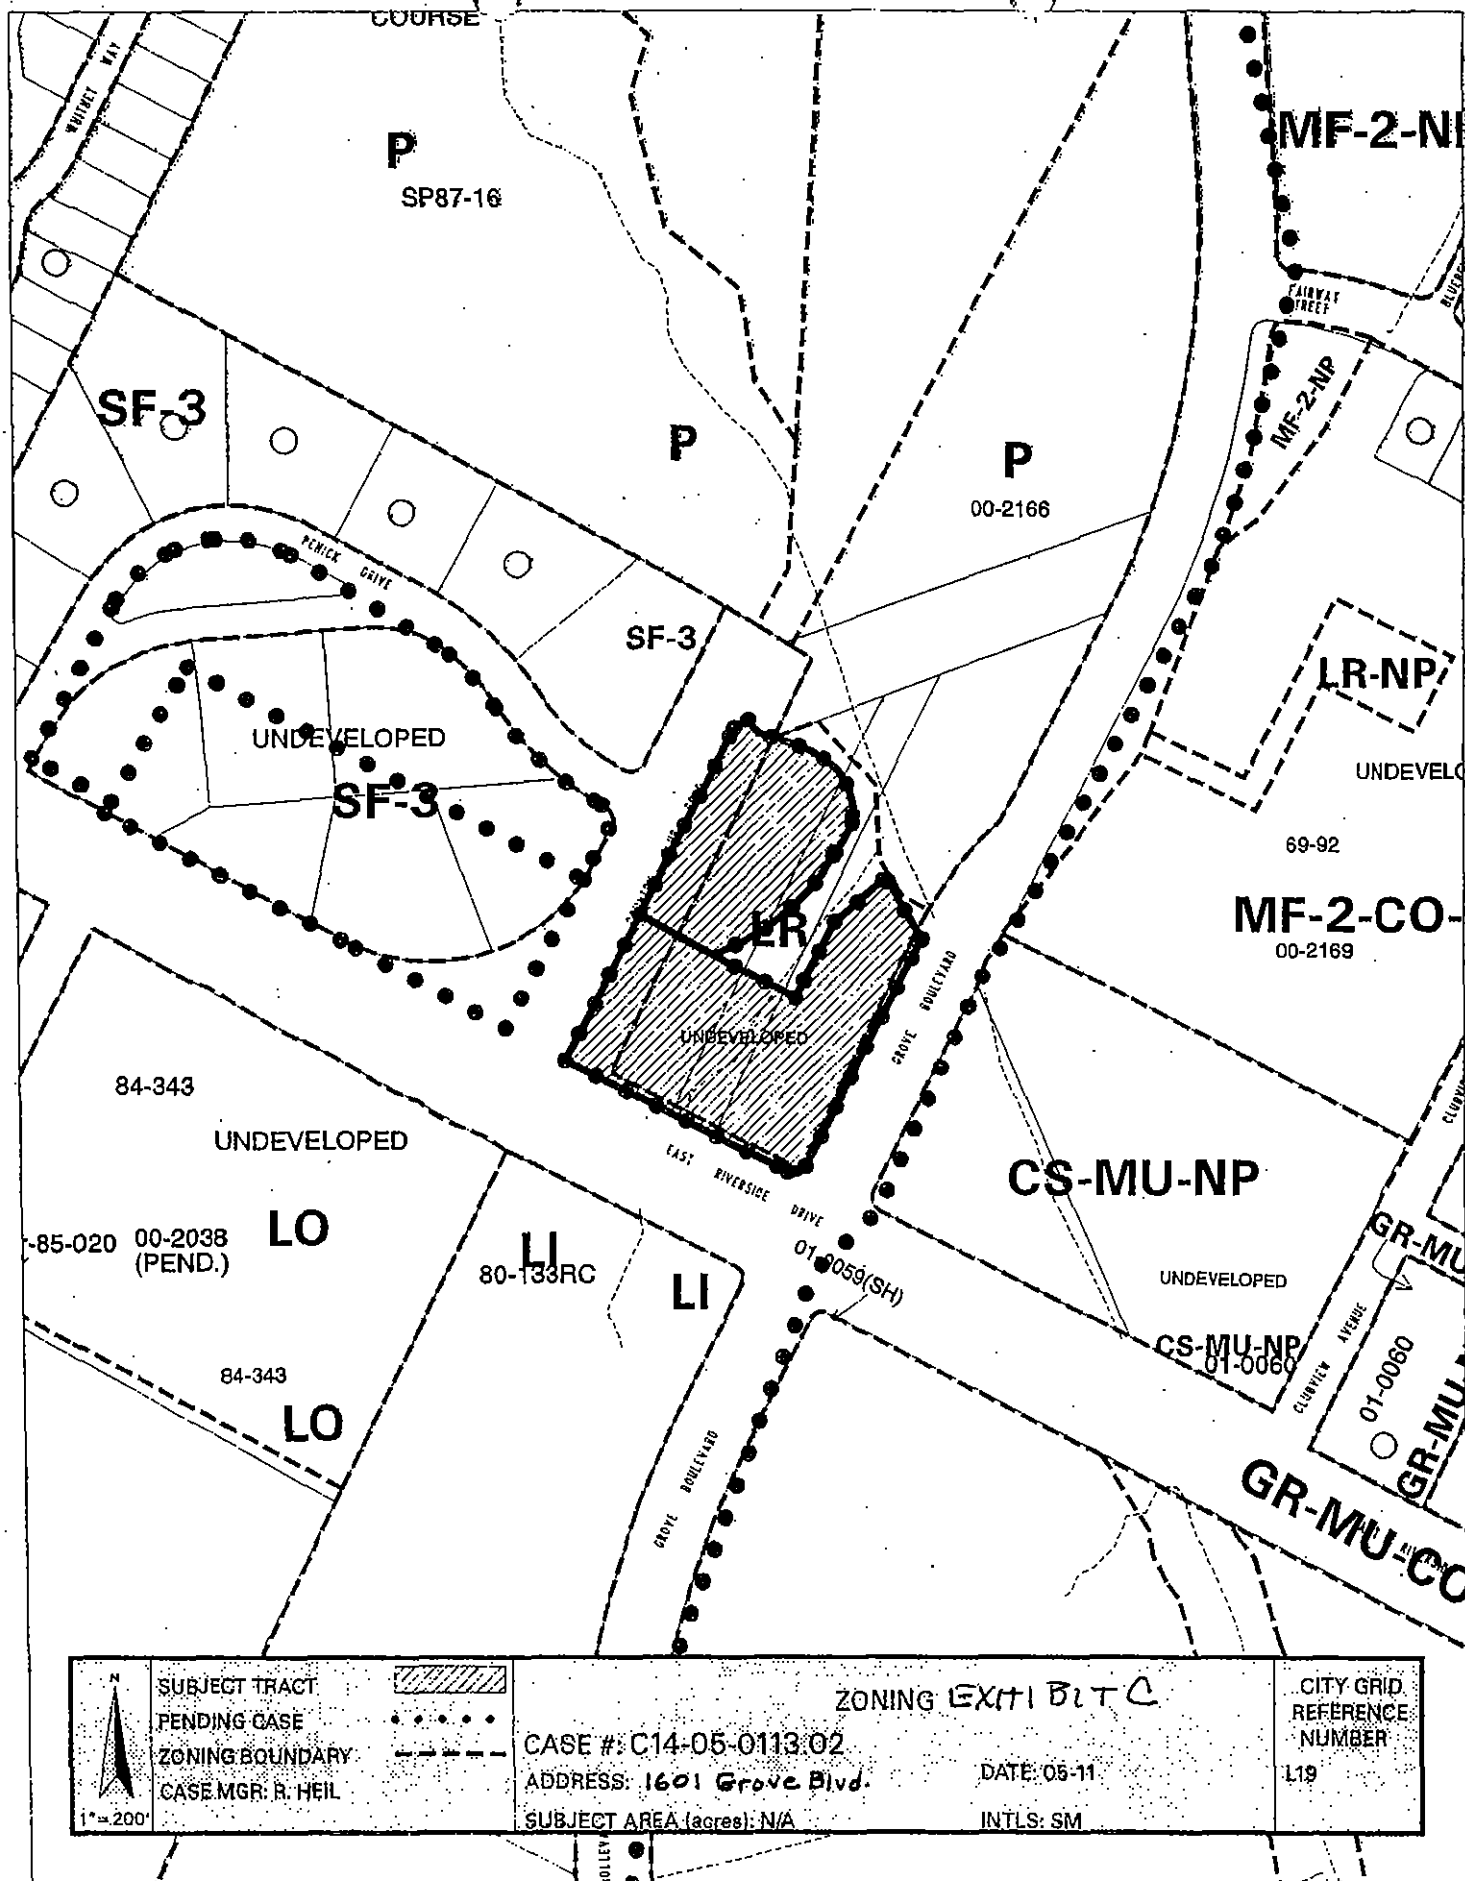 COURSE
WHITNEY WAY
P
SP87-16
MF-2-N
FAIRWAY
STREET
MF-2-NP
SF-3
P
P
00-2166
PENICK DRIVE
SF-3
LR-NP
UNDEVELOPED
SF-3
UNDEVELO
69-92
MF-2-CO-
00-2169
LR
GROVE BOULEVARD
UNDEVELOPED
84-343
UNDEVELOPED
EAST RIVERSIDE DRIVE
CS-MU-NP
-85-020
00-2038
(PEND.)
LO
LI
80-133RC
LI
01-0059(SH)
GR-MU
UNDEVELOPED
CS-MU-NP
01-0060
CLUBVIEW AVENUE
01-0060
GR-MU-
84-343
LO
GROVE BOULEVARD
GR-MU-CO
N
1"=200'
SUBJECT TRACT
PENDING CASE
ZONING BOUNDARY
CASE MGR: R. HEIL
ZONING EXHIBIT C
CASE #: C14-05-0113.02
ADDRESS: 1601 Grove Blvd.
DATE: 05-11
SUBJECT AREA (acres): N/A
INTLS: SM
CITY GRID
REFERENCE
NUMBER
L19